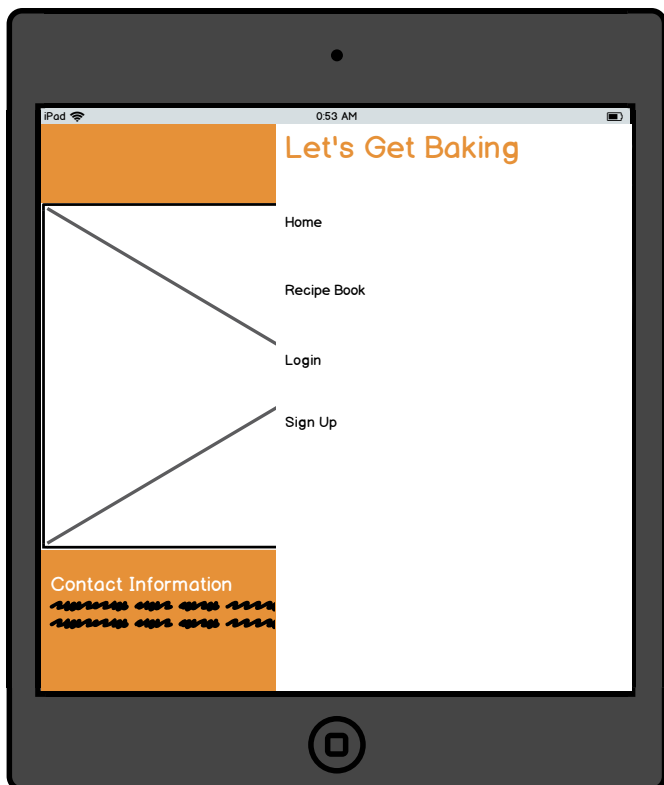 iPad 0:53 AM
Let's Get Baking
Home
Recipe Book
Login
Sign Up
Contact Information